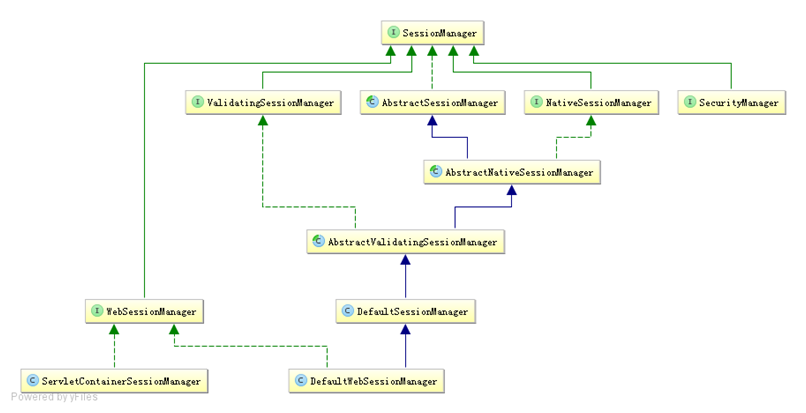 I SessionManager
I ValidatingSessionManager
C AbstractSessionManager
I NativeSessionManager
I SecurityManager
C AbstractNativeSessionManager
C AbstractValidatingSessionManager
I WebSessionManager
C DefaultSessionManager
C ServletContainerSessionManager
C DefaultWebSessionManager
Powered by yFiles